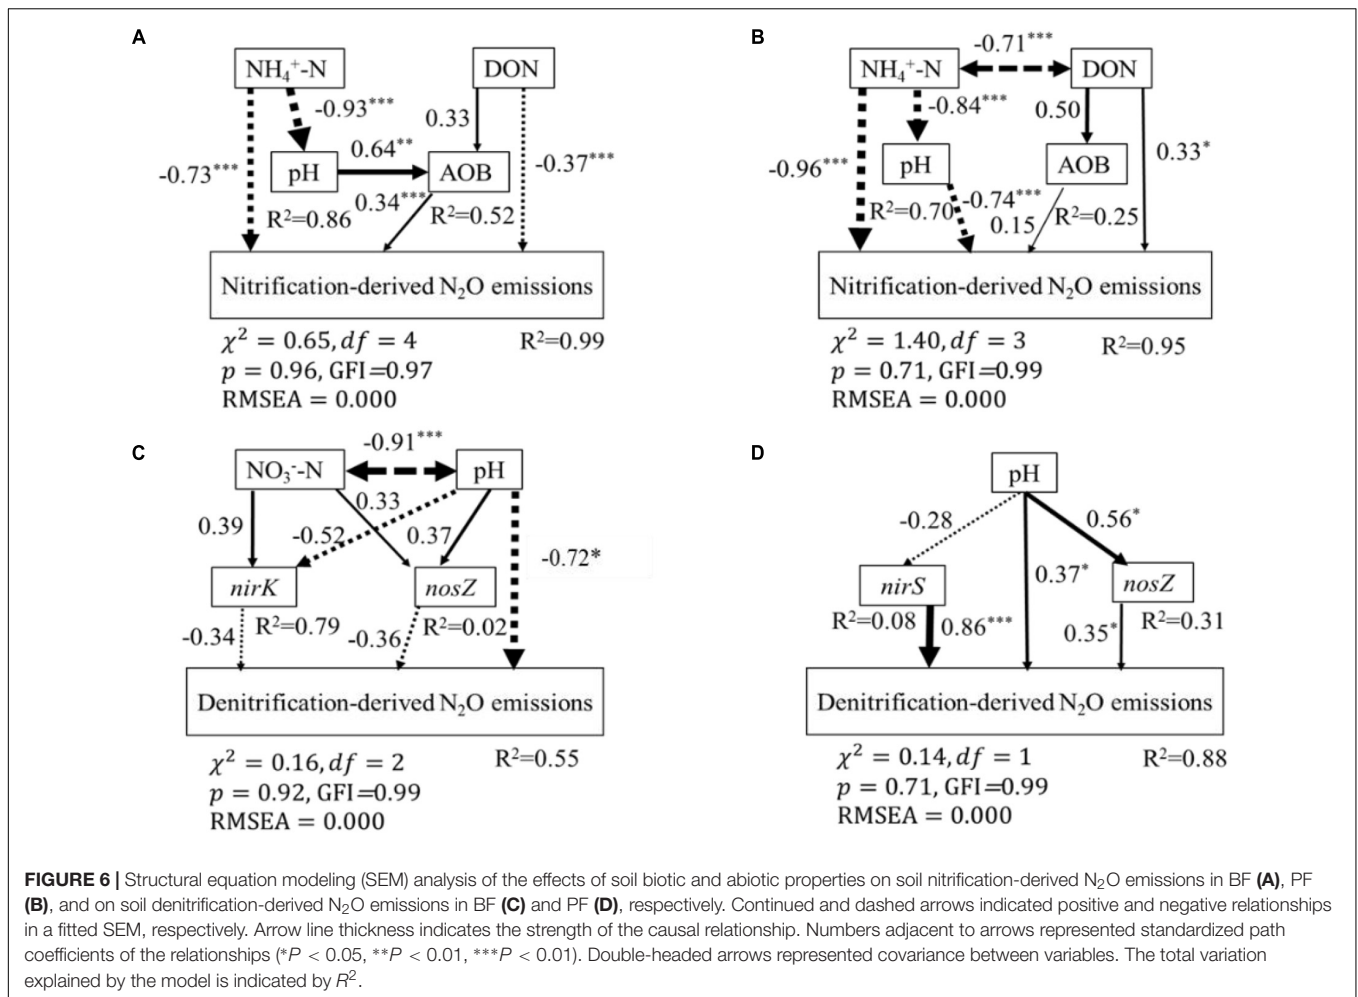 A
NH₄⁺-N
DON
-0.93***
0.33
-0.73***
pH
0.64**
AOB
-0.37***
R²=0.86
0.34***
R²=0.52
Nitrification-derived N₂O emissions
χ² = 0.65, df = 4
R²=0.99
p = 0.96, GFI=0.97
RMSEA = 0.000
B
-0.71***
NH₄⁺-N
DON
-0.84***
0.50
-0.96***
pH
AOB
0.33*
R²=0.70
-0.74***
0.15
R²=0.25
Nitrification-derived N₂O emissions
χ² = 1.40, df = 3
R²=0.95
p = 0.71, GFI=0.99
RMSEA = 0.000
C
-0.91***
NO₃⁻-N
pH
0.39
0.33
-0.52
0.37
-0.72*
nirK
nosZ
-0.34
R²=0.79
-0.36
R²=0.02
Denitrification-derived N₂O emissions
χ² = 0.16, df = 2
R²=0.55
p = 0.92, GFI=0.99
RMSEA = 0.000
D
pH
-0.28
0.56*
nirS
0.37*
nosZ
R²=0.08
0.86***
0.35*
R²=0.31
Denitrification-derived N₂O emissions
χ² = 0.14, df = 1
R²=0.88
p = 0.71, GFI=0.99
RMSEA = 0.000
FIGURE 6 | Structural equation modeling (SEM) analysis of the effects of soil biotic and abiotic properties on soil nitrification-derived N₂O emissions in BF (A), PF
(B), and on soil denitrification-derived N₂O emissions in BF (C) and PF (D), respectively. Continued and dashed arrows indicated positive and negative relationships
in a fitted SEM, respectively. Arrow line thickness indicates the strength of the causal relationship. Numbers adjacent to arrows represented standardized path
coefficients of the relationships (*P < 0.05, **P < 0.01, ***P < 0.01). Double-headed arrows represented covariance between variables. The total variation
explained by the model is indicated by R².